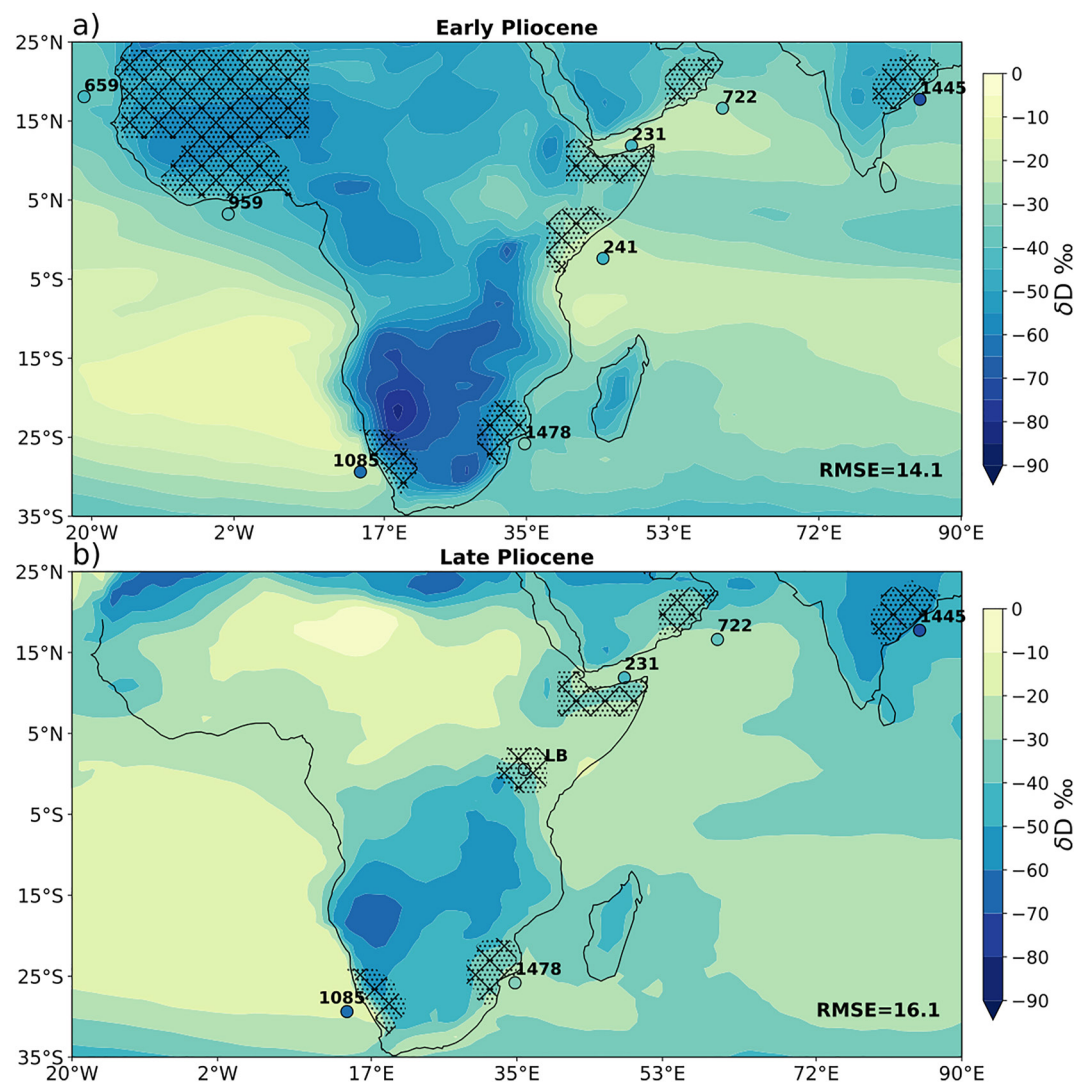 a)
Early Pliocene
25°N
15°N
5°N
5°S
15°S
25°S
35°S
20°W
2°W
17°E
35°E
53°E
72°E
90°E
659
959
722
231
241
1445
1478
1085
RMSE=14.1
0
−10
−20
−30
−40
−50
−60
−70
−80
−90
δD ‰
b)
Late Pliocene
25°N
15°N
5°N
5°S
15°S
25°S
35°S
20°W
2°W
17°E
35°E
53°E
72°E
90°E
722
231
1445
LB
1478
1085
RMSE=16.1
0
−10
−20
−30
−40
−50
−60
−70
−80
−90
δD ‰